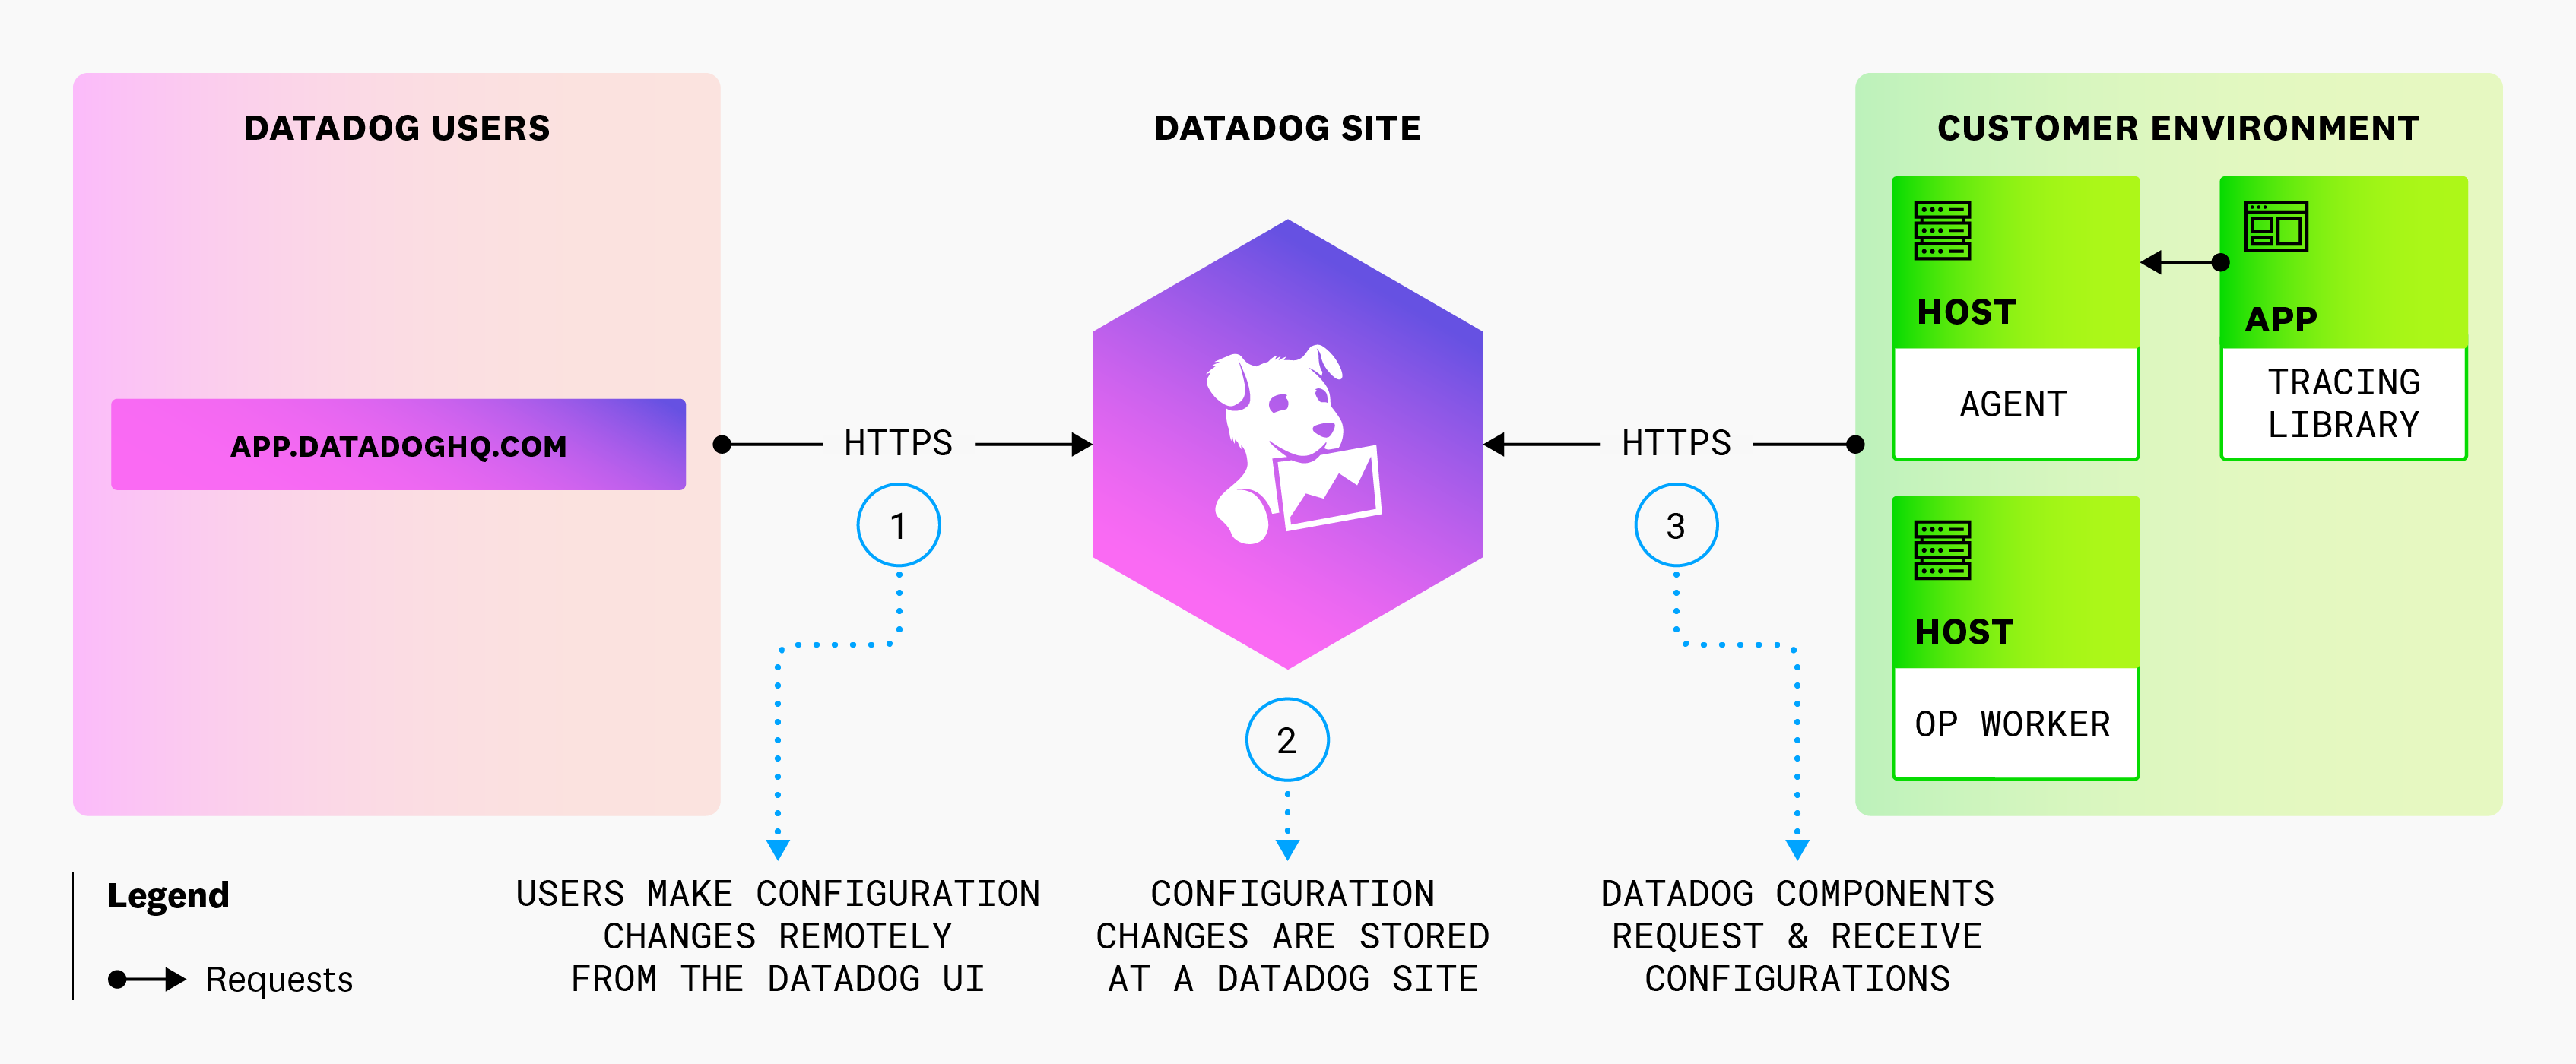 DATADOG USERS
APP.DATADOGHQ.COM
HTTPS
1
DATADOG SITE
2
HTTPS
3
CUSTOMER ENVIRONMENT
HOST
AGENT
APP
TRACING
LIBRARY
HOST
OP WORKER
Legend
Requests
USERS MAKE CONFIGURATION
CHANGES REMOTELY
FROM THE DATADOG UI
CONFIGURATION
CHANGES ARE STORED
AT A DATADOG SITE
DATADOG COMPONENTS
REQUEST & RECEIVE
CONFIGURATIONS